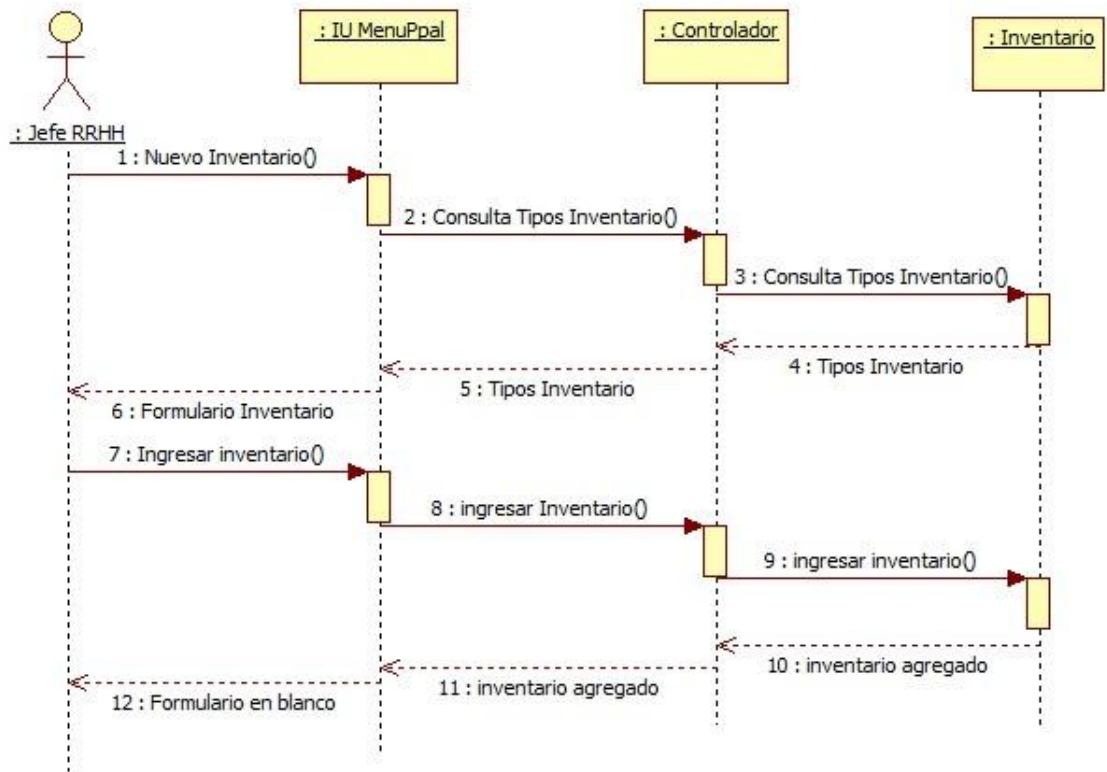 : IU MenuPpal
: Controlador
: Inventario
: Jefe RRHH
1 : Nuevo Inventario()
2 : Consulta Tipos Inventario()
3 : Consulta Tipos Inventario()
4 : Tipos Inventario
5 : Tipos Inventario
6 : Formulario Inventario
7 : Ingresar inventario()
8 : ingresar Inventario()
9 : ingresar inventario()
10 : inventario agregado
11 : inventario agregado
12 : Formulario en blanco